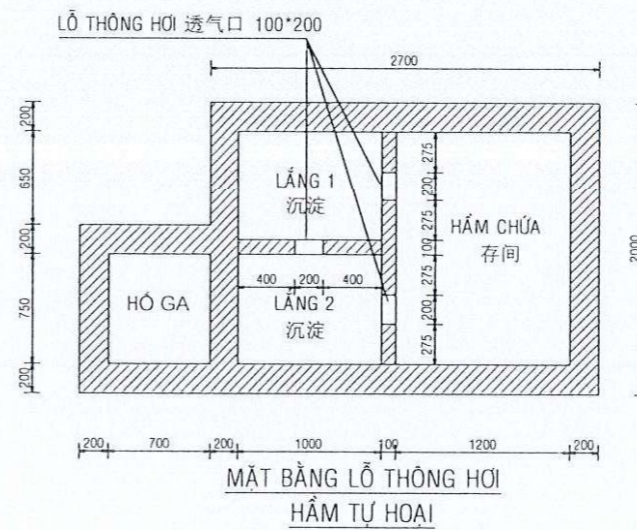 LỖ THÔNG HƠI 透气口 100*200
2700
200
650
200
750
200
LẮNG 1
沉淀
275
200
275
100
275
200
275
HẦM CHỨA
存间
2000
400 200 400
HỐ GA
LẮNG 2
沉淀
200 700 200 1000 100 1200 200
MẶT BẰNG LỖ THÔNG HƠI
HẦM TỰ HOẠI